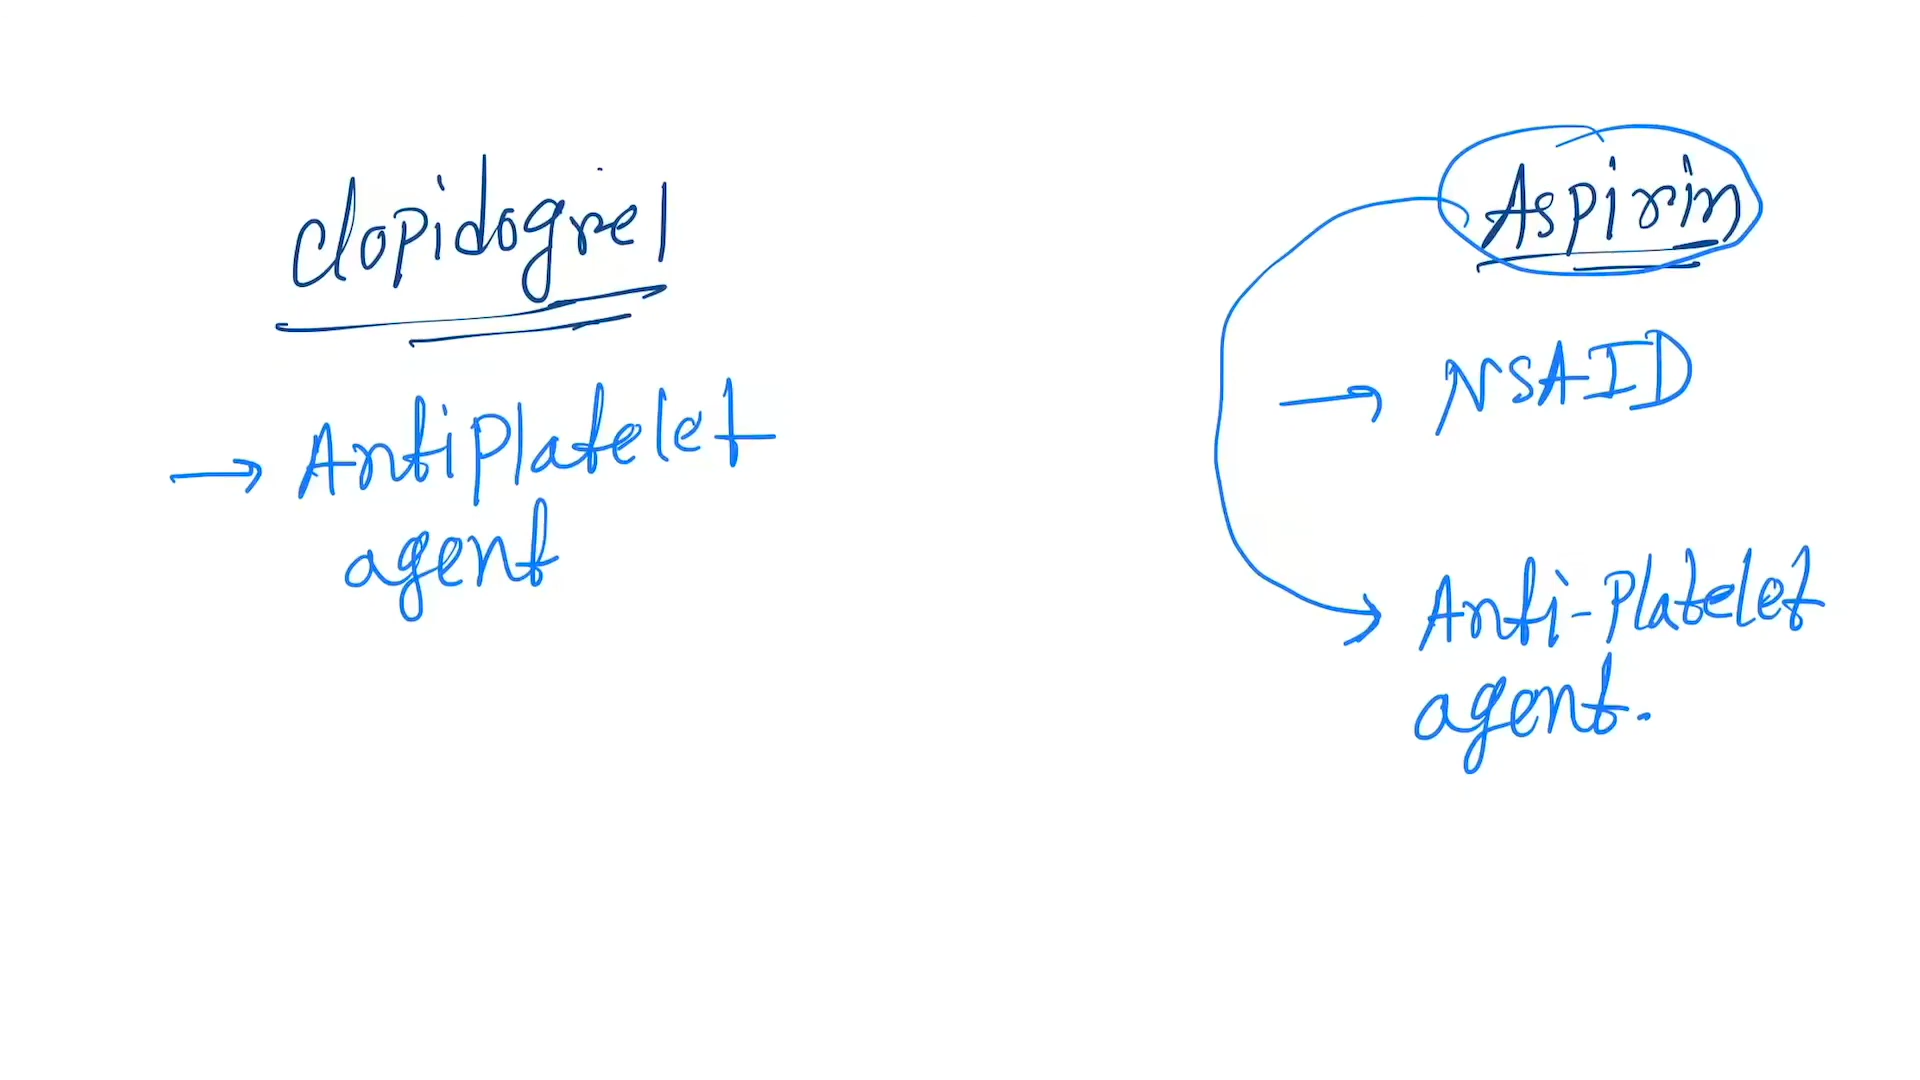 clopidogrel
→ Antiplatelet
agent
Aspirin
→ NSAID
Anti-Platelet
agent.